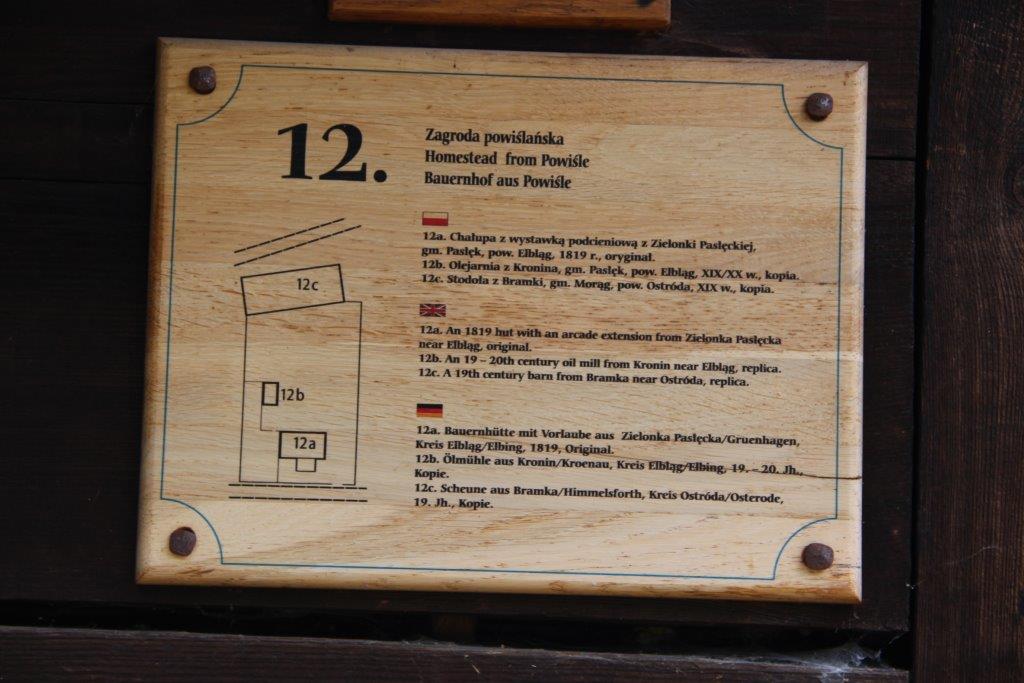 12.
Zagroda powiślańska
Homestead from Powiśle
Bauernhof aus Powiśle
12a. Chałupa z wystawką podcieniową z Zielonki Pasłęckiej,
gm. Pasłęk, pow. Elbląg, 1819 r., oryginał.
12b. Olejarnia z Kronina, gm. Pasłęk, pow. Elbląg, XIX/XX w., kopia.
12c. Stodoła z Bramki, gm. Morąg, pow. Ostróda, XIX w., kopia.
12a. An 1819 hut with an arcade extension from Zielonka Pasłęcka
near Elbląg, original.
12b. An 19 – 20th century oil mill from Kronin near Elbląg, replica.
12c. A 19th century barn from Bramka near Ostróda, replica.
12a. Bauernhütte mit Vorlaube aus Zielonka Pasłęcka/Gruenhagen,
Kreis Elbląg/Elbing, 1819, Original.
12b. Ölmühle aus Kronin/Kroenau, Kreis Elbląg/Elbing, 19. – 20. Jh.,
Kopie.
12c. Scheune aus Bramka/Himmelsforth, Kreis Ostróda/Osterode,
19. Jh., Kopie.
12c
12b
12a